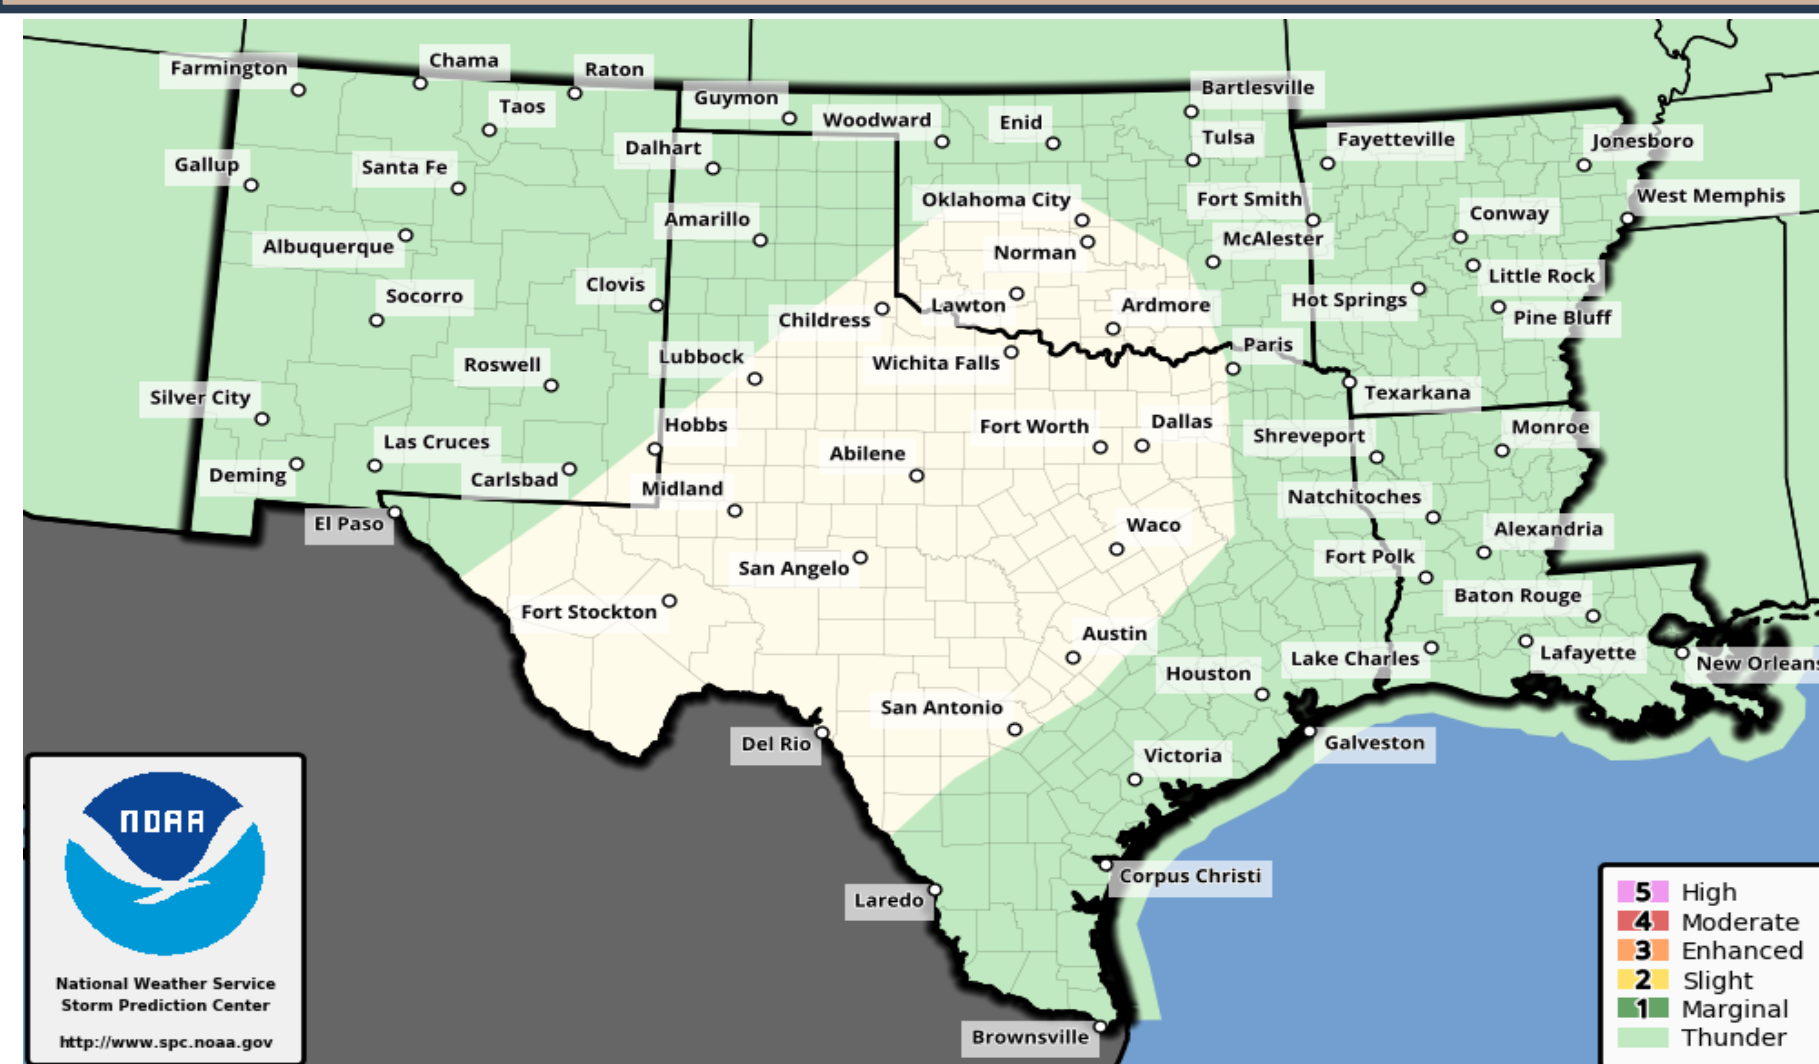 Farmington
Chama
Raton
Taos
Guymon
Woodward
Enid
Bartlesville
Tulsa
Fayetteville
Jonesboro
Gallup
Santa Fe
Dalhart
Oklahoma City
Fort Smith
Conway
West Memphis
Albuquerque
Amarillo
Norman
McAlester
Little Rock
Socorro
Clovis
Childress
Lawton
Ardmore
Hot Springs
Pine Bluff
Roswell
Lubbock
Wichita Falls
Paris
Texarkana
Silver City
Las Cruces
Hobbs
Abilene
Fort Worth
Dallas
Shreveport
Monroe
Deming
Carlsbad
Midland
Natchitoches
El Paso
San Angelo
Waco
Alexandria
Fort Polk
Fort Stockton
Austin
Baton Rouge
Houston
Lake Charles
Lafayette
New Orleans
San Antonio
Del Rio
Victoria
Galveston
Laredo
Corpus Christi
Brownsville
NOAA
National Weather Service
Storm Prediction Center
http://www.spc.noaa.gov
5 High
4 Moderate
3 Enhanced
2 Slight
1 Marginal
Thunder